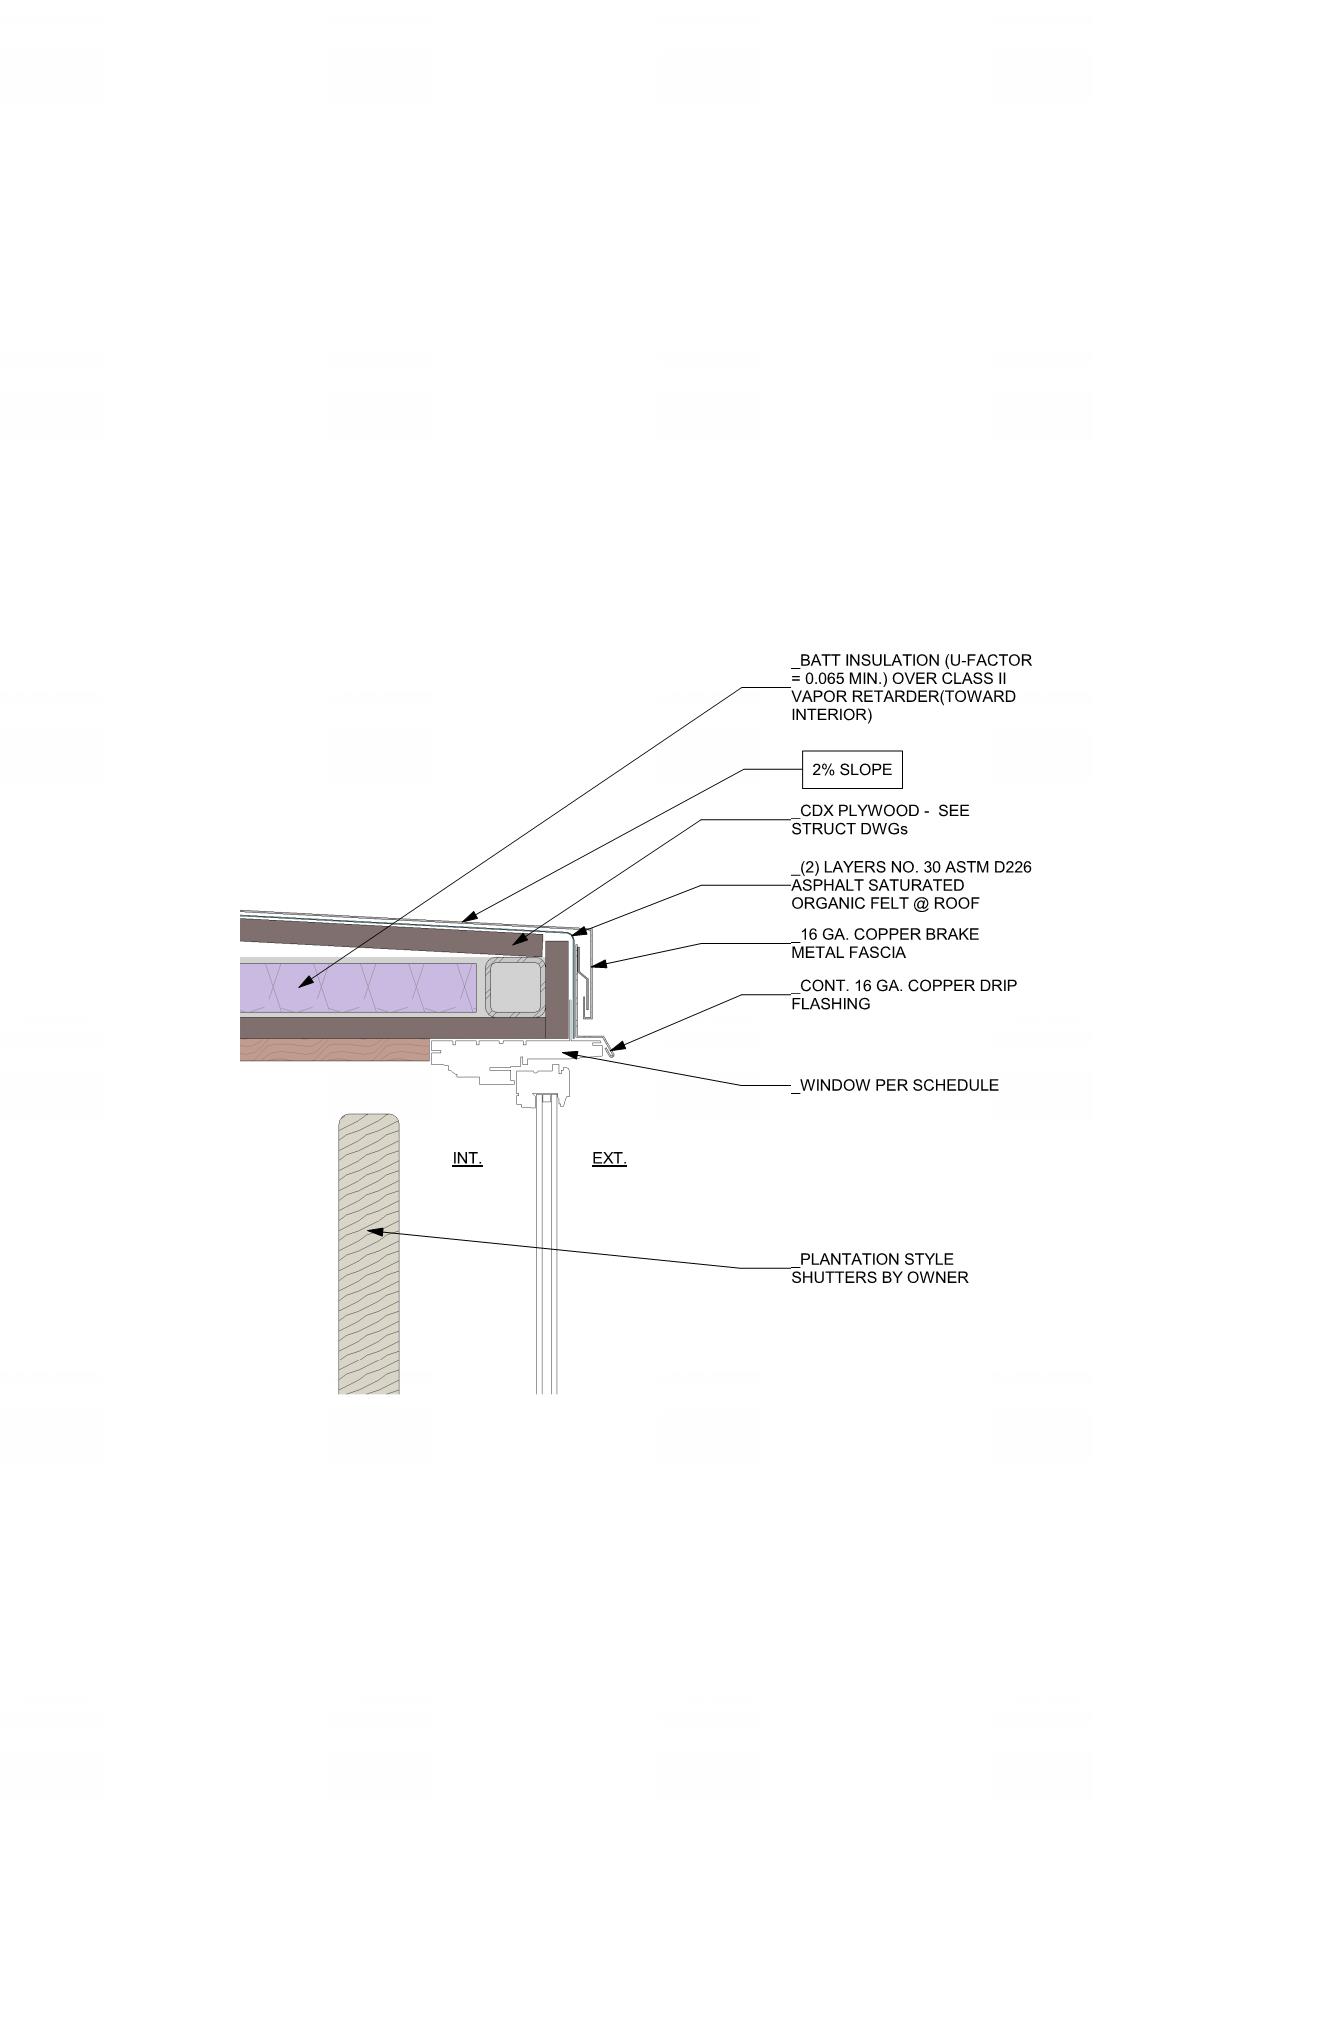 _BATT INSULATION (U-FACTOR
= 0.065 MIN.) OVER CLASS II
VAPOR RETARDER(TOWARD
INTERIOR)
2% SLOPE
_CDX PLYWOOD -  SEE
STRUCT DWGs
_(2) LAYERS NO. 30 ASTM D226
ASPHALT SATURATED
ORGANIC FELT @ ROOF
_16 GA. COPPER BRAKE
METAL FASCIA
_CONT. 16 GA. COPPER DRIP
FLASHING
_WINDOW PER SCHEDULE
INT.
EXT.
_PLANTATION STYLE
SHUTTERS BY OWNER